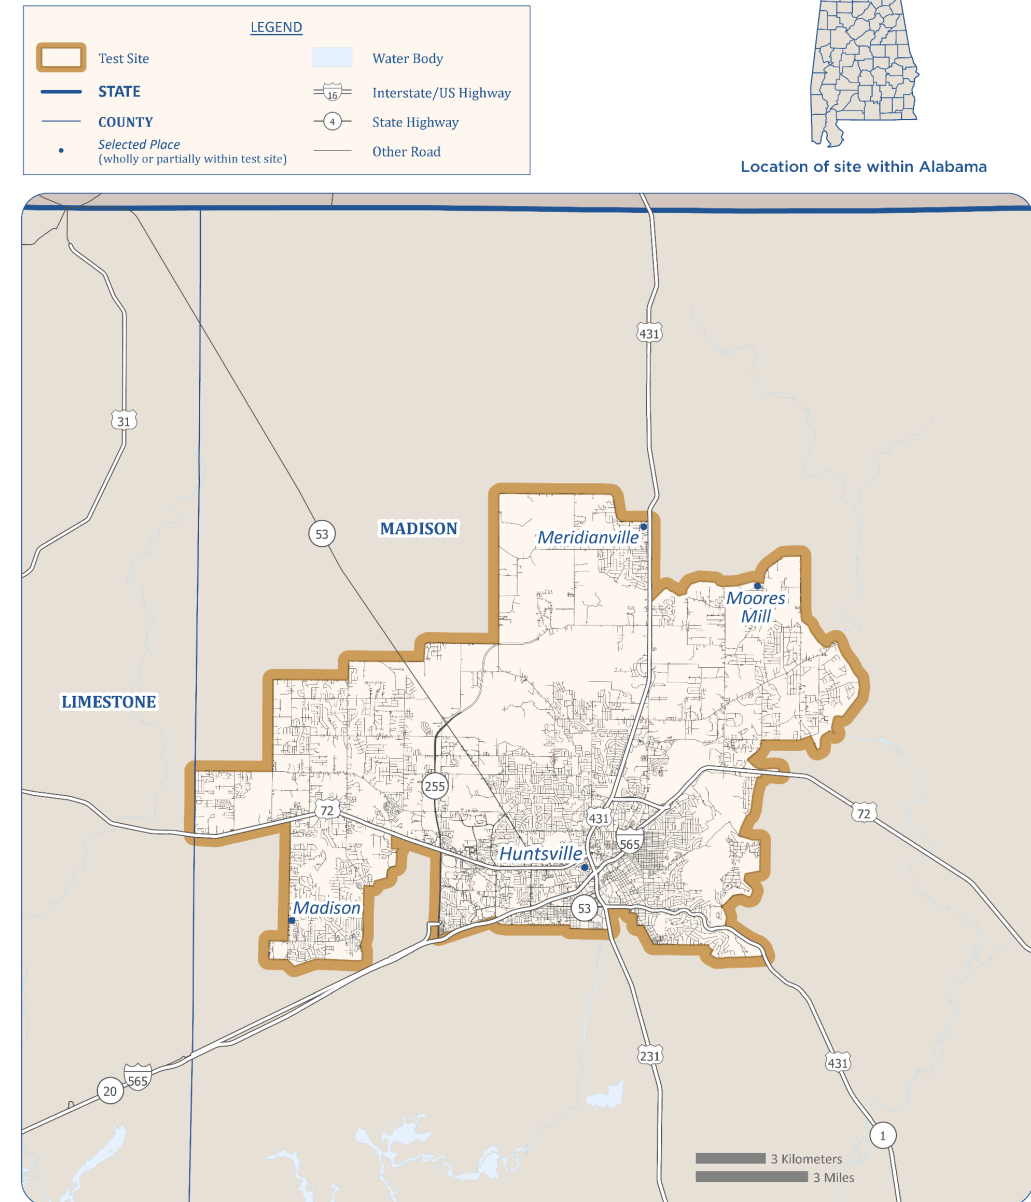 LEGEND
Test Site
Water Body
STATE
16
Interstate/US Highway
COUNTY
4
State Highway
Selected Place
(wholly or partially within test site)
Other Road
Location of site within Alabama
431
31
53
MADISON
Meridianville
Moores
Mill
LIMESTONE
255
72
431
72
565
Huntsville
Madison
53
231
431
565
20
1
3 Kilometers
3 Miles